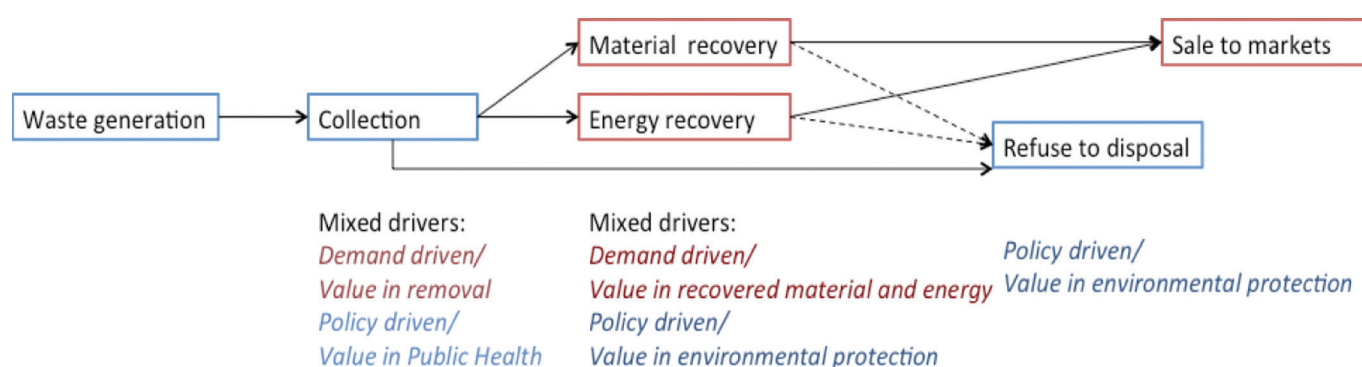 Material recovery
Sale to markets
Waste generation
Collection
Energy recovery
Refuse to disposal
Mixed drivers:
Demand driven/
Value in removal
Policy driven/
Value in Public Health
Mixed drivers:
Demand driven/
Value in recovered material and energy
Policy driven/
Value in environmental protection
Policy driven/
Value in environmental protection